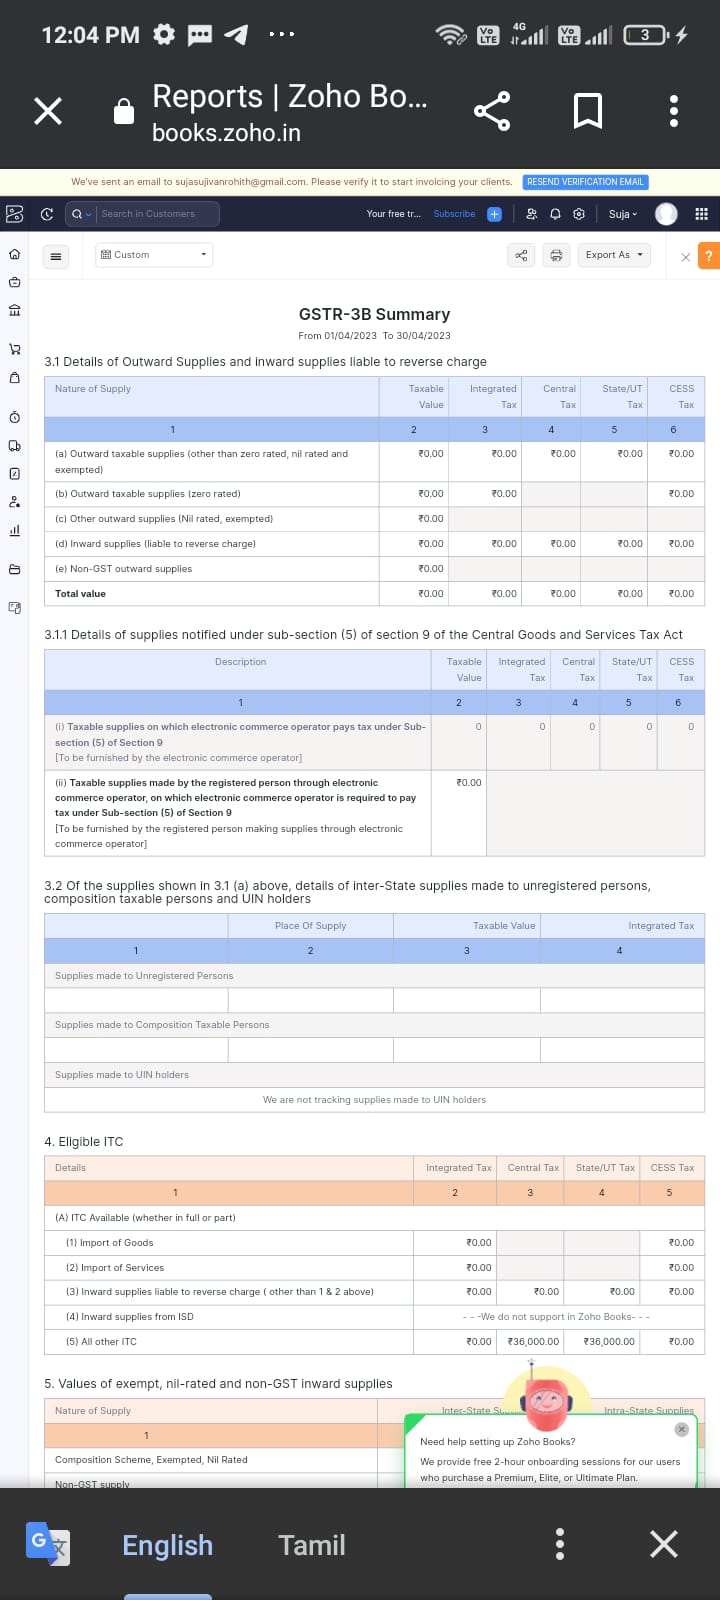 12:04 PM
4G
Vo LTE
Vo LTE
3
Reports | Zoho Bo...
books.zoho.in
We've sent an email to sujasujivanrohith@gmail.com. Please verify it to start invoicing your clients. RESEND VERIFICATION EMAIL
Search in Customers
Your free tr... Subscribe + Suja
Custom
Export As
?
GSTR-3B Summary
From 01/04/2023 To 30/04/2023
3.1 Details of Outward Supplies and inward supplies liable to reverse charge
Nature of Supply Taxable Value Integrated Tax Central Tax State/UT Tax CESS Tax
1 2 3 4 5 6
(a) Outward taxable supplies (other than zero rated, nil rated and exempted) ₹0.00 ₹0.00 ₹0.00 ₹0.00 ₹0.00
(b) Outward taxable supplies (zero rated) ₹0.00 ₹0.00 ₹0.00
(c) Other outward supplies (Nil rated, exempted) ₹0.00
(d) Inward supplies (liable to reverse charge) ₹0.00 ₹0.00 ₹0.00 ₹0.00 ₹0.00
(e) Non-GST outward supplies ₹0.00
Total value ₹0.00 ₹0.00 ₹0.00 ₹0.00 ₹0.00
3.1.1 Details of supplies notified under sub-section (5) of section 9 of the Central Goods and Services Tax Act
Description Taxable Value Integrated Tax Central Tax State/UT Tax CESS Tax
1 2 3 4 5 6
(i) Taxable supplies on which electronic commerce operator pays tax under Sub- 0 0 0 0 0
section (5) of Section 9
[To be furnished by the electronic commerce operator]
(ii) Taxable supplies made by the registered person through electronic ₹0.00
commerce operator, on which electronic commerce operator is required to pay
tax under Sub-section (5) of Section 9
[To be furnished by the registered person making supplies through electronic
commerce operator]
3.2 Of the supplies shown in 3.1 (a) above, details of inter-State supplies made to unregistered persons,
composition taxable persons and UIN holders
Place Of Supply Taxable Value Integrated Tax
1 2 3 4
Supplies made to Unregistered Persons
Supplies made to Composition Taxable Persons
Supplies made to UIN holders
We are not tracking supplies made to UIN holders
4. Eligible ITC
Details Integrated Tax Central Tax State/UT Tax CESS Tax
1 2 3 4 5
(A) ITC Available (whether in full or part)
(1) Import of Goods ₹0.00 ₹0.00
(2) Import of Services ₹0.00 ₹0.00
(3) Inward supplies liable to reverse charge ( other than 1 & 2 above) ₹0.00 ₹0.00 ₹0.00 ₹0.00
(4) Inward supplies from ISD - - -We do not support in Zoho Books- - -
(5) All other ITC ₹0.00 ₹36,000.00 ₹36,000.00 ₹0.00
5. Values of exempt, nil-rated and non-GST inward supplies
Nature of Supply Inter-State Intra-State Supplies
1
Composition Scheme, Exempt, Nil Rated
Non-GST supply
Need help setting up Zoho Books?
We provide free 2-hour onboarding sessions for our users
who purchase a Premium, Elite, or Ultimate Plan.
G English Tamil